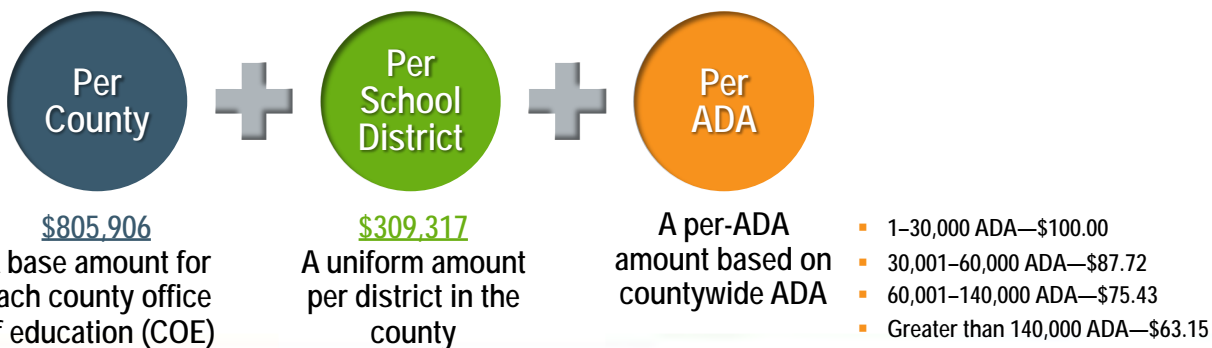 Per
County
Per
School
District
Per
ADA
$805,906
base amount for
each county office
of education (COE)
$309,317
A uniform amount
per district in the
county
A per-ADA
amount based on
countywide ADA
▪ 1–30,000 ADA—$100.00
▪ 30,001–60,000 ADA—$87.72
▪ 60,001–140,000 ADA—$75.43
▪ Greater than 140,000 ADA—$63.15